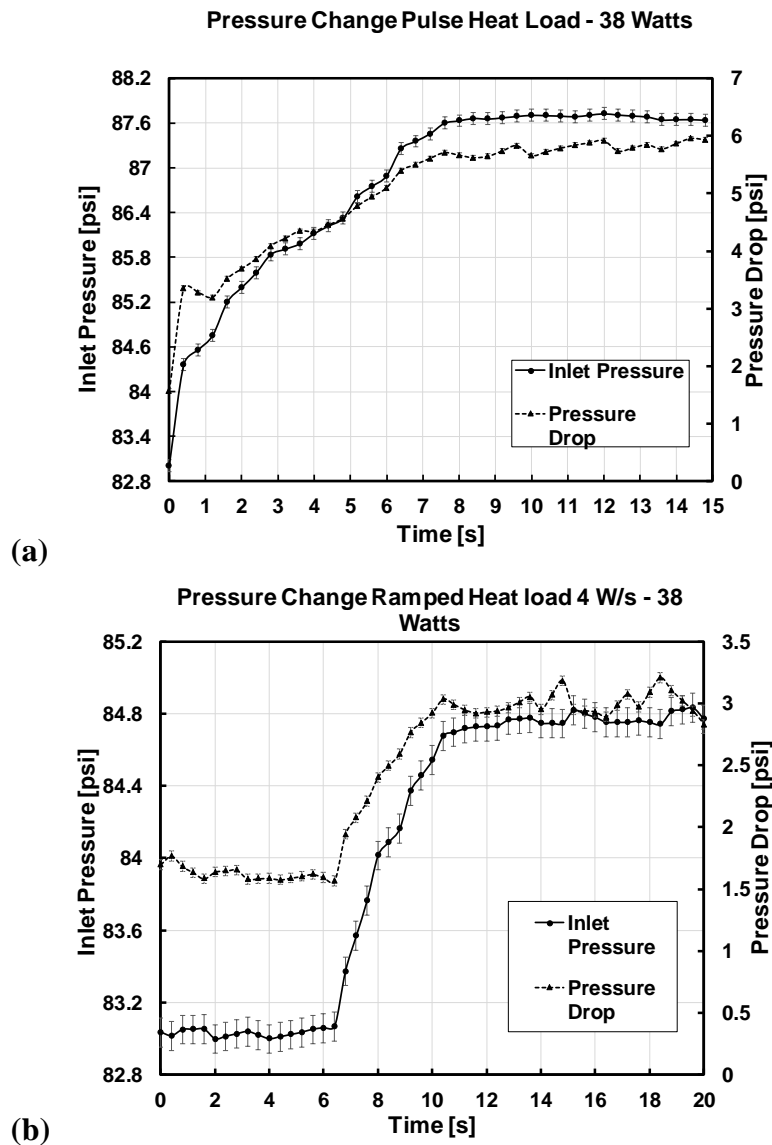 Pressure Change Pulse Heat Load - 38 Watts
88.2
87.6
87
86.4
85.8
85.2
84.6
84
83.4
82.8
Inlet Pressure [psi]
7
6
5
4
3
2
1
0
Pressure Drop [psi]
Inlet Pressure
Pressure
Drop
0 1 2 3 4 5 6 7 8 9 10 11 12 13 14 15
Time [s]
(a)
Pressure Change Ramped Heat load 4 W/s - 38
Watts
85.2
84.8
84.4
84
83.6
83.2
82.8
Inlet Pressure [psi]
3.5
3
2.5
2
1.5
1
0.5
0
Pressure Drop [psi]
Inlet
Pressure
Pressure
Drop
0 2 4 6 8 10 12 14 16 18 20
Time [s]
(b)